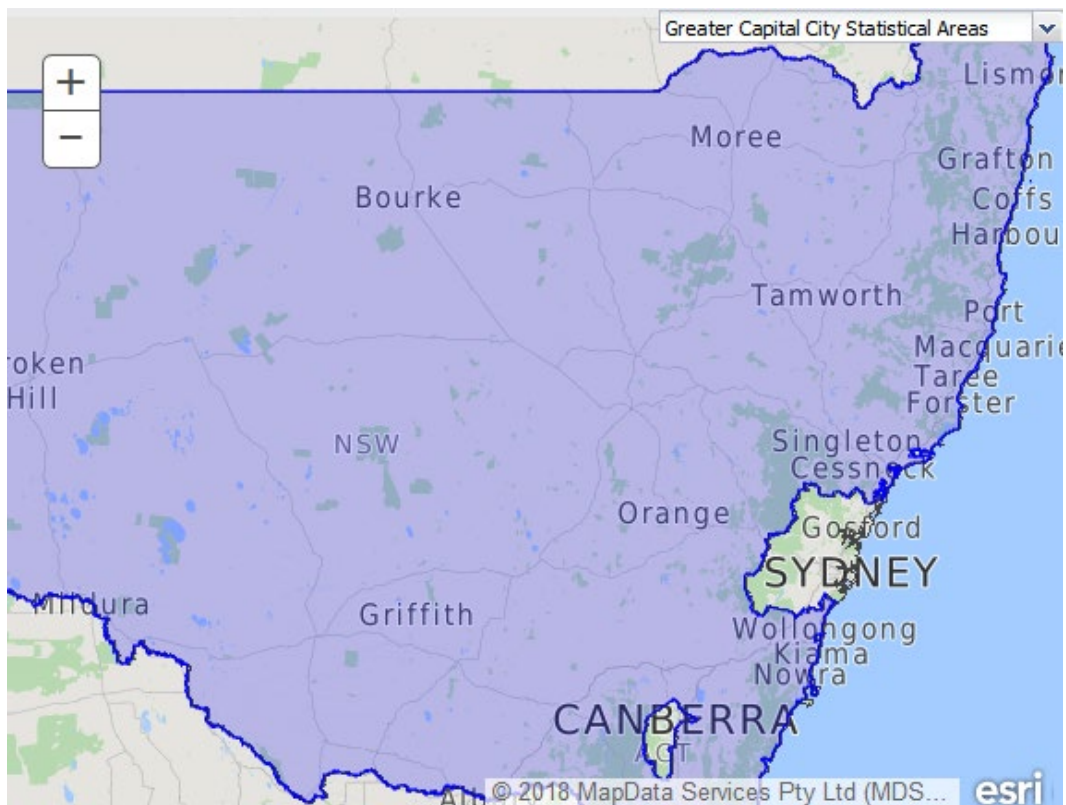 Greater Capital City Statistical Areas
+
−
Lismor
Moree
Grafton
Bourke
Coffs
Harbou
Tamworth
Port
Macquarie
roken
Hill
Taree
Forster
NSW
Singleton
Cessnock
Orange
Gosford
SYDNEY
Mildura
Griffith
Wollongong
Kiama
Nowra
CANBERRA
ACT
© 2018 MapData Services Pty Ltd (MDS...
esri